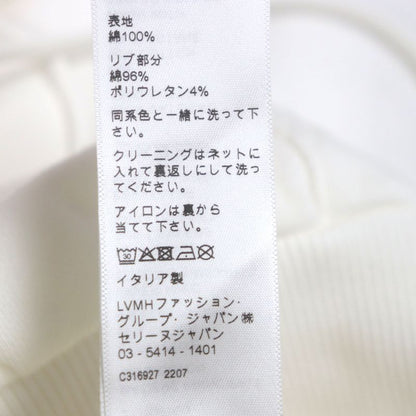 表地
綿100%
リブ部分
綿96%
ポリウレタン4%
同系色と一緒に洗って下
さい。
クリーニングはネットに
入れて裏返しにして洗っ
てください。
アイロンは裏から
当てて下さい。
30
イタリア製
LVMHファッション・
グループ・ジャパン㈱
セリーヌジャパン
03 - 5414 - 1401
C316927 2207